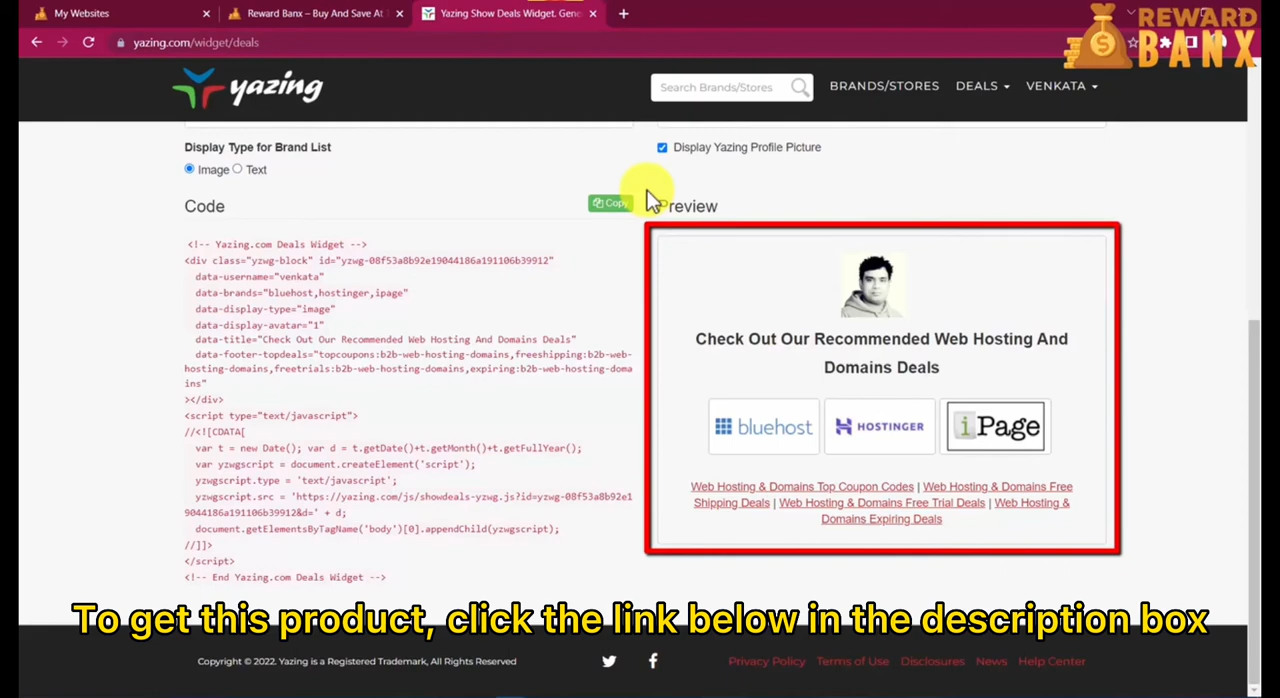 My Websites
Reward Banx – Buy And Save At
Yazing Show Deals Widget. Gene
REWARD
BANX
yazing.com/widget/deals
yazing
Search Brands/Stores
BRANDS/STORES
DEALS
VENKATA
Display Type for Brand List
Image
Text
Display Yazing Profile Picture
Code
Copy
Preview
<!-- Yazing.com Deals Widget -->
<div class="yzwg-block" id="yzwg-08f53a8b92e19044186a191106b39912"
data-username="venkata"
data-brands="bluehost,hostinger,ipage"
data-display-type="image"
data-display-avatar="1"
data-title="Check Out Our Recommended Web Hosting And Domains Deals"
data-footer-topdeals="topcoupons:b2b-web-hosting-domains,freeshipping:b2b-web-
hosting-domains,freetrials:b2b-web-hosting-domains,expiring:b2b-web-hosting-doma
ins"
></div>
<script type="text/javascript">
//<![CDATA[
var t = new Date(); var d = t.getDate()+t.getMonth()+t.getFullYear();
var yzwgscript = document.createElement('script');
yzwgscript.type = 'text/javascript';
yzwgscript.src = 'https://yazing.com/js/showdeals-yzwg.js?id=yzwg-08f53a8b92e1
9044186a191106b39912&d=' + d;
document.getElementsByTagName('body')[0].appendChild(yzwgscript);
//]]>
</script>
<!-- End Yazing.com Deals Widget -->
Check Out Our Recommended Web Hosting And
Domains Deals
bluehost
HOSTINGER
iPage
Web Hosting & Domains Top Coupon Codes | Web Hosting & Domains Free
Shipping Deals | Web Hosting & Domains Free Trial Deals | Web Hosting &
Domains Expiring Deals
To get this product, click the link below in the description box
Copyright © 2022. Yazing is a Registered Trademark, All Rights Reserved
Privacy Policy
Terms of Use
Disclosures
News
Help Center